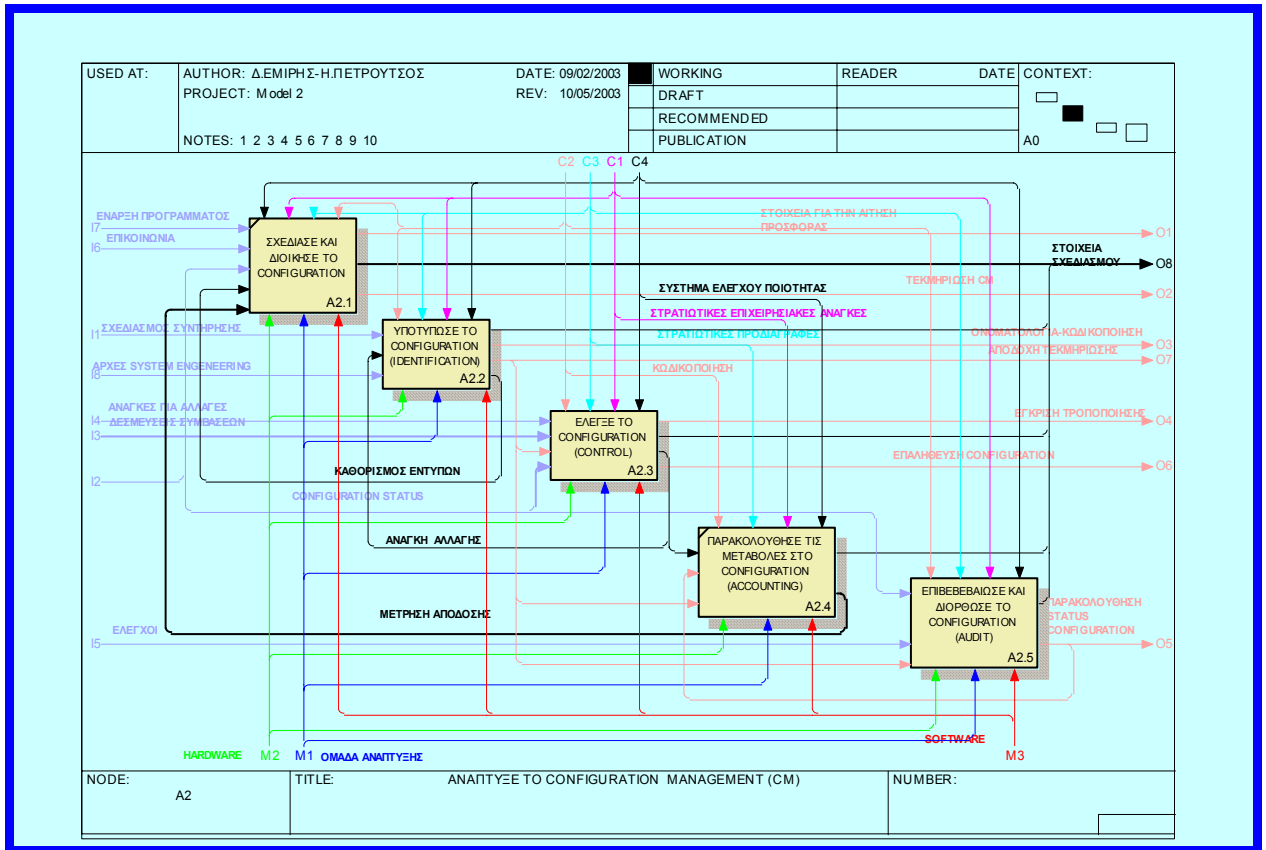 USED AT:
AUTHOR: Δ.ΕΜΙΡΗΣ-Η.ΠΕΤΡΟΥΤΣΟΣ
DATE: 09/02/2003
PROJECT: Model 2
REV: 10/05/2003
NOTES: 1 2 3 4 5 6 7 8 9 10
WORKING
DRAFT
RECOMMENDED
PUBLICATION
READER
DATE
CONTEXT:
A0
C2 C3 C1 C4
ΕΝΑΡΞΗ ΠΡΟΓΡΑΜΜΑΤΟΣ
I7
ΕΠΙΚΟΙΝΩΝΙΑ
I6
ΣΧΕΔΙΑΣΕ ΚΑΙ
ΔΙΟΙΚΗΣΕ ΤΟ
CONFIGURATION
A2.1
ΣΤΟΙΧΕΙΑ ΓΙΑ ΤΗΝ ΑΙΤΗΣΗ
ΠΡΟΣΦΟΡΑΣ
O1
ΣΤΟΙΧΕΙΑ
ΣΧΕΔΙΑΣΜΟΥ
O8
ΤΕΚΜΗΡΙΩΣΗ CM
O2
ΣΥΣΤΗΜΑ ΕΛΕΓΧΟΥ ΠΟΙΟΤΗΤΑΣ
ΣΤΡΑΤΙΩΤΙΚΕΣ ΕΠΙΧΕΙΡΗΣΙΑΚΕΣ ΑΝΑΓΚΕΣ
ΣΤΡΑΤΙΩΤΙΚΕΣ ΠΡΟΔΙΑΓΡΑΦΕΣ
ΚΩΔΙΚΟΠΟΙΗΣΗ
I1
ΣΧΕΔΙΑΣΜΟΣ ΣΥΝΤΗΡΗΣΗΣ
ΥΠΟΤΥΠΩΣΕ ΤΟ
CONFIGURATION
(IDENTIFICATION)
A2.2
ΟΝΟΜΑΤΟΛΟΓΙΑ-ΚΩΔΙΚΟΠΟΙΗΣΗ
O3
ΑΠΟΔΟΧΗ ΤΕΚΜΗΡΙΩΣΗΣ
O7
ΑΡΧΕΣ SYSTEM ENGENEERING
I8
ΑΝΑΓΚΕΣ ΓΙΑ ΑΛΛΑΓΕΣ
I4
ΔΕΣΜΕΥΣΕΙΣ ΣΥΜΒΑΣΕΩΝ
I3
ΕΛΕΓΞΕ ΤΟ
CONFIGURATION
(CONTROL)
A2.3
ΕΓΚΡΙΣΗ ΤΡΟΠΟΠΟΙΗΣΗΣ
O4
ΕΠΑΛΗΘΕΥΣΗ CONFIGURATION
O6
ΚΑΘΟΡΙΣΜΟΣ ΕΝΤΥΠΩΝ
I2
CONFIGURATION STATUS
ΑΝΑΓΚΗ ΑΛΛΑΓΗΣ
ΠΑΡΑΚΟΛΟΥΘΗΣΕ ΤΙΣ
ΜΕΤΑΒΟΛΕΣ ΣΤΟ
CONFIGURATION
(ACCOUNTING)
A2.4
ΜΕΤΡΗΣΗ ΑΠΟΔΟΣΗΣ
ΕΛΕΓΧΟΙ
I5
ΕΠΙΒΕΒΕΒΑΙΩΣΕ ΚΑΙ
ΔΙΟΡΘΩΣΕ ΤΟ
CONFIGURATION
(AUDIT)
A2.5
ΠΑΡΑΚΟΛΟΥΘΗΣΗ
STATUS
CONFIGURATION
O5
SOFTWARE
HARDWARE
M2
M1
ΟΜΑΔΑ ΑΝΑΠΤΥΞΗΣ
M3
NODE:
A2
TITLE:
ΑΝΑΠΤΥΞΕ ΤΟ CONFIGURATION MANAGEMENT (CM)
NUMBER: